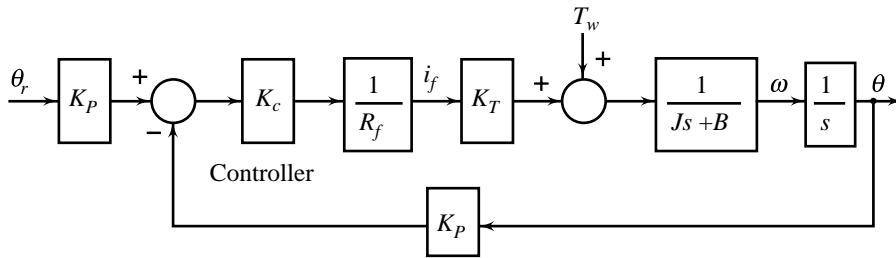 T_w
θ_r K_P + − K_c 1/R_f i_f K_T + + 1/(Js + B) ω 1/s θ
Controller
K_P